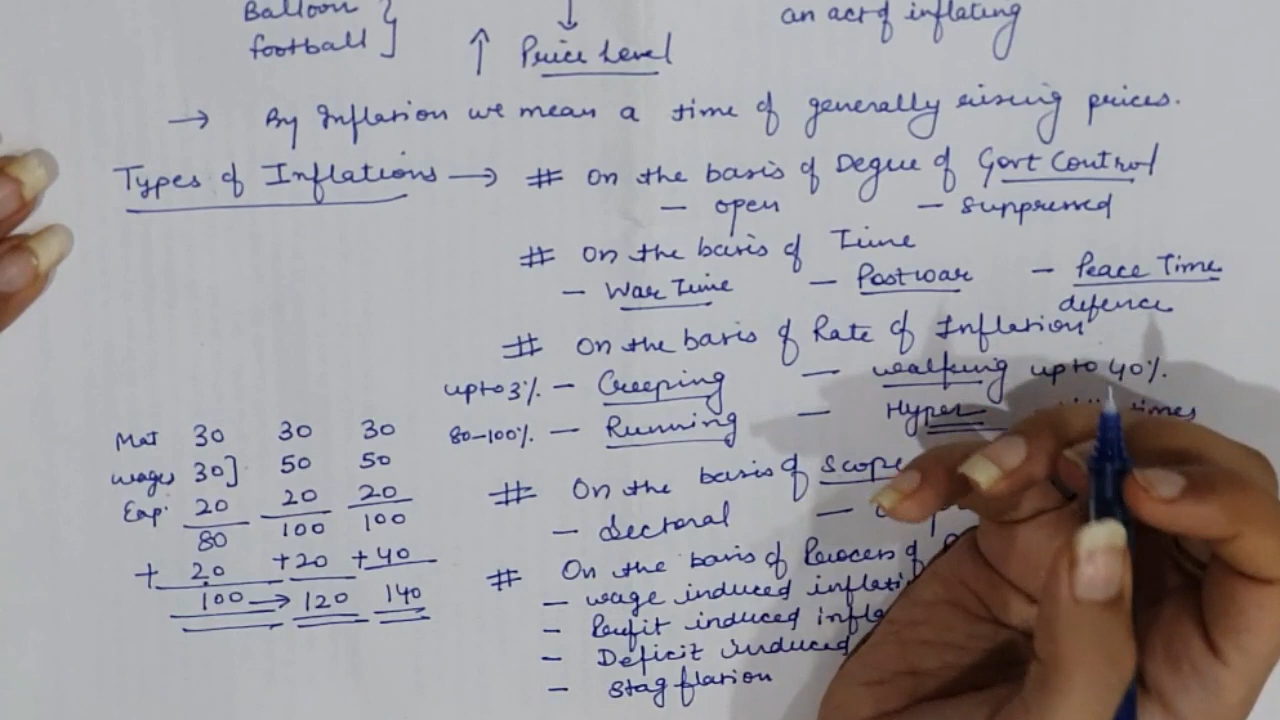 Balloon
football }
↓
↑ Price Level
an act of inflating
→ By Inflation we mean a time of generally rising prices.
Types of Inflations → # On the basis of Degree of Govt Control
— open — suppressed
# On the basis of Time
— War Time — Postwar — Peace Time
defence
# On the basis of Rate of Inflation
upto 3% — Creeping — walking upto 40%.
80–100% — Running — Hyper times
# On the basis of Scope
— Sectoral —
# On the basis of Process of
— wage induced inflati
— Profit induced infla
— Deficit induced
— Stagflation
Mat 30 30 30
wages 30] 50 50
Exp. 20 20 20
80 100 100
+ 20 +20 +40
100 → 120 140